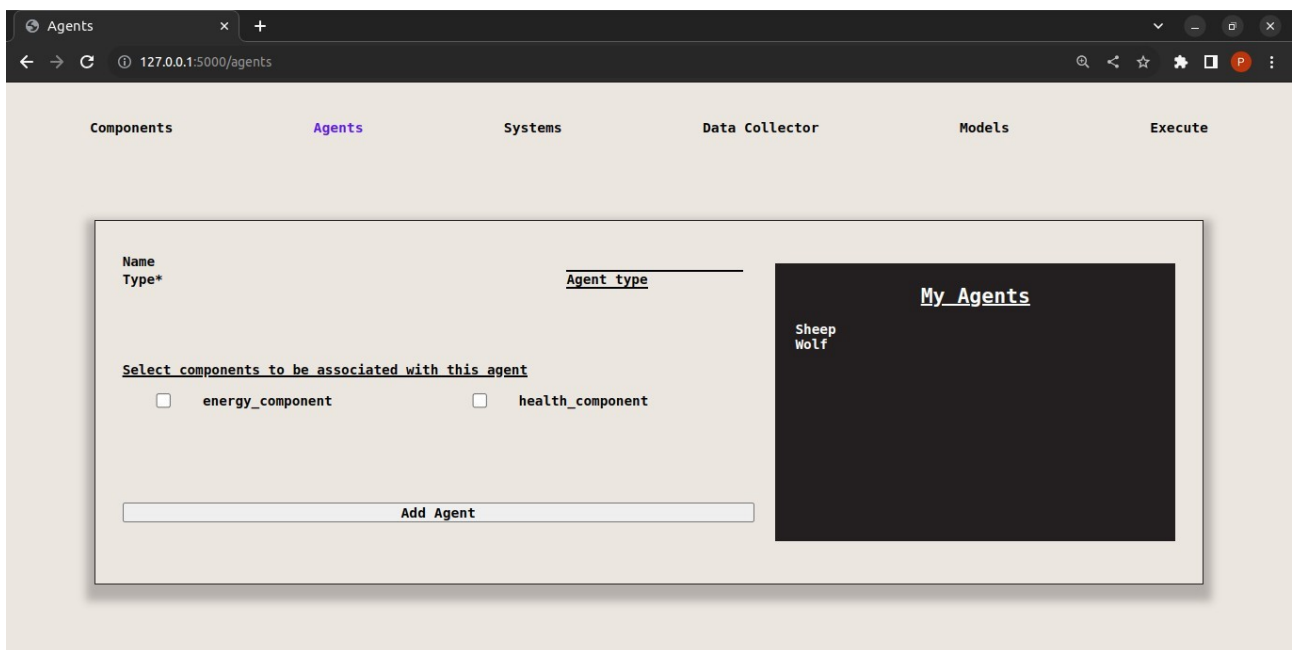 Agents
127.0.0.1:5000/agents
P
Components Agents Systems Data Collector Models Execute
Name
Type* Agent type
My Agents
Sheep
Wolf
Select components to be associated with this agent
energy_component health_component
Add Agent